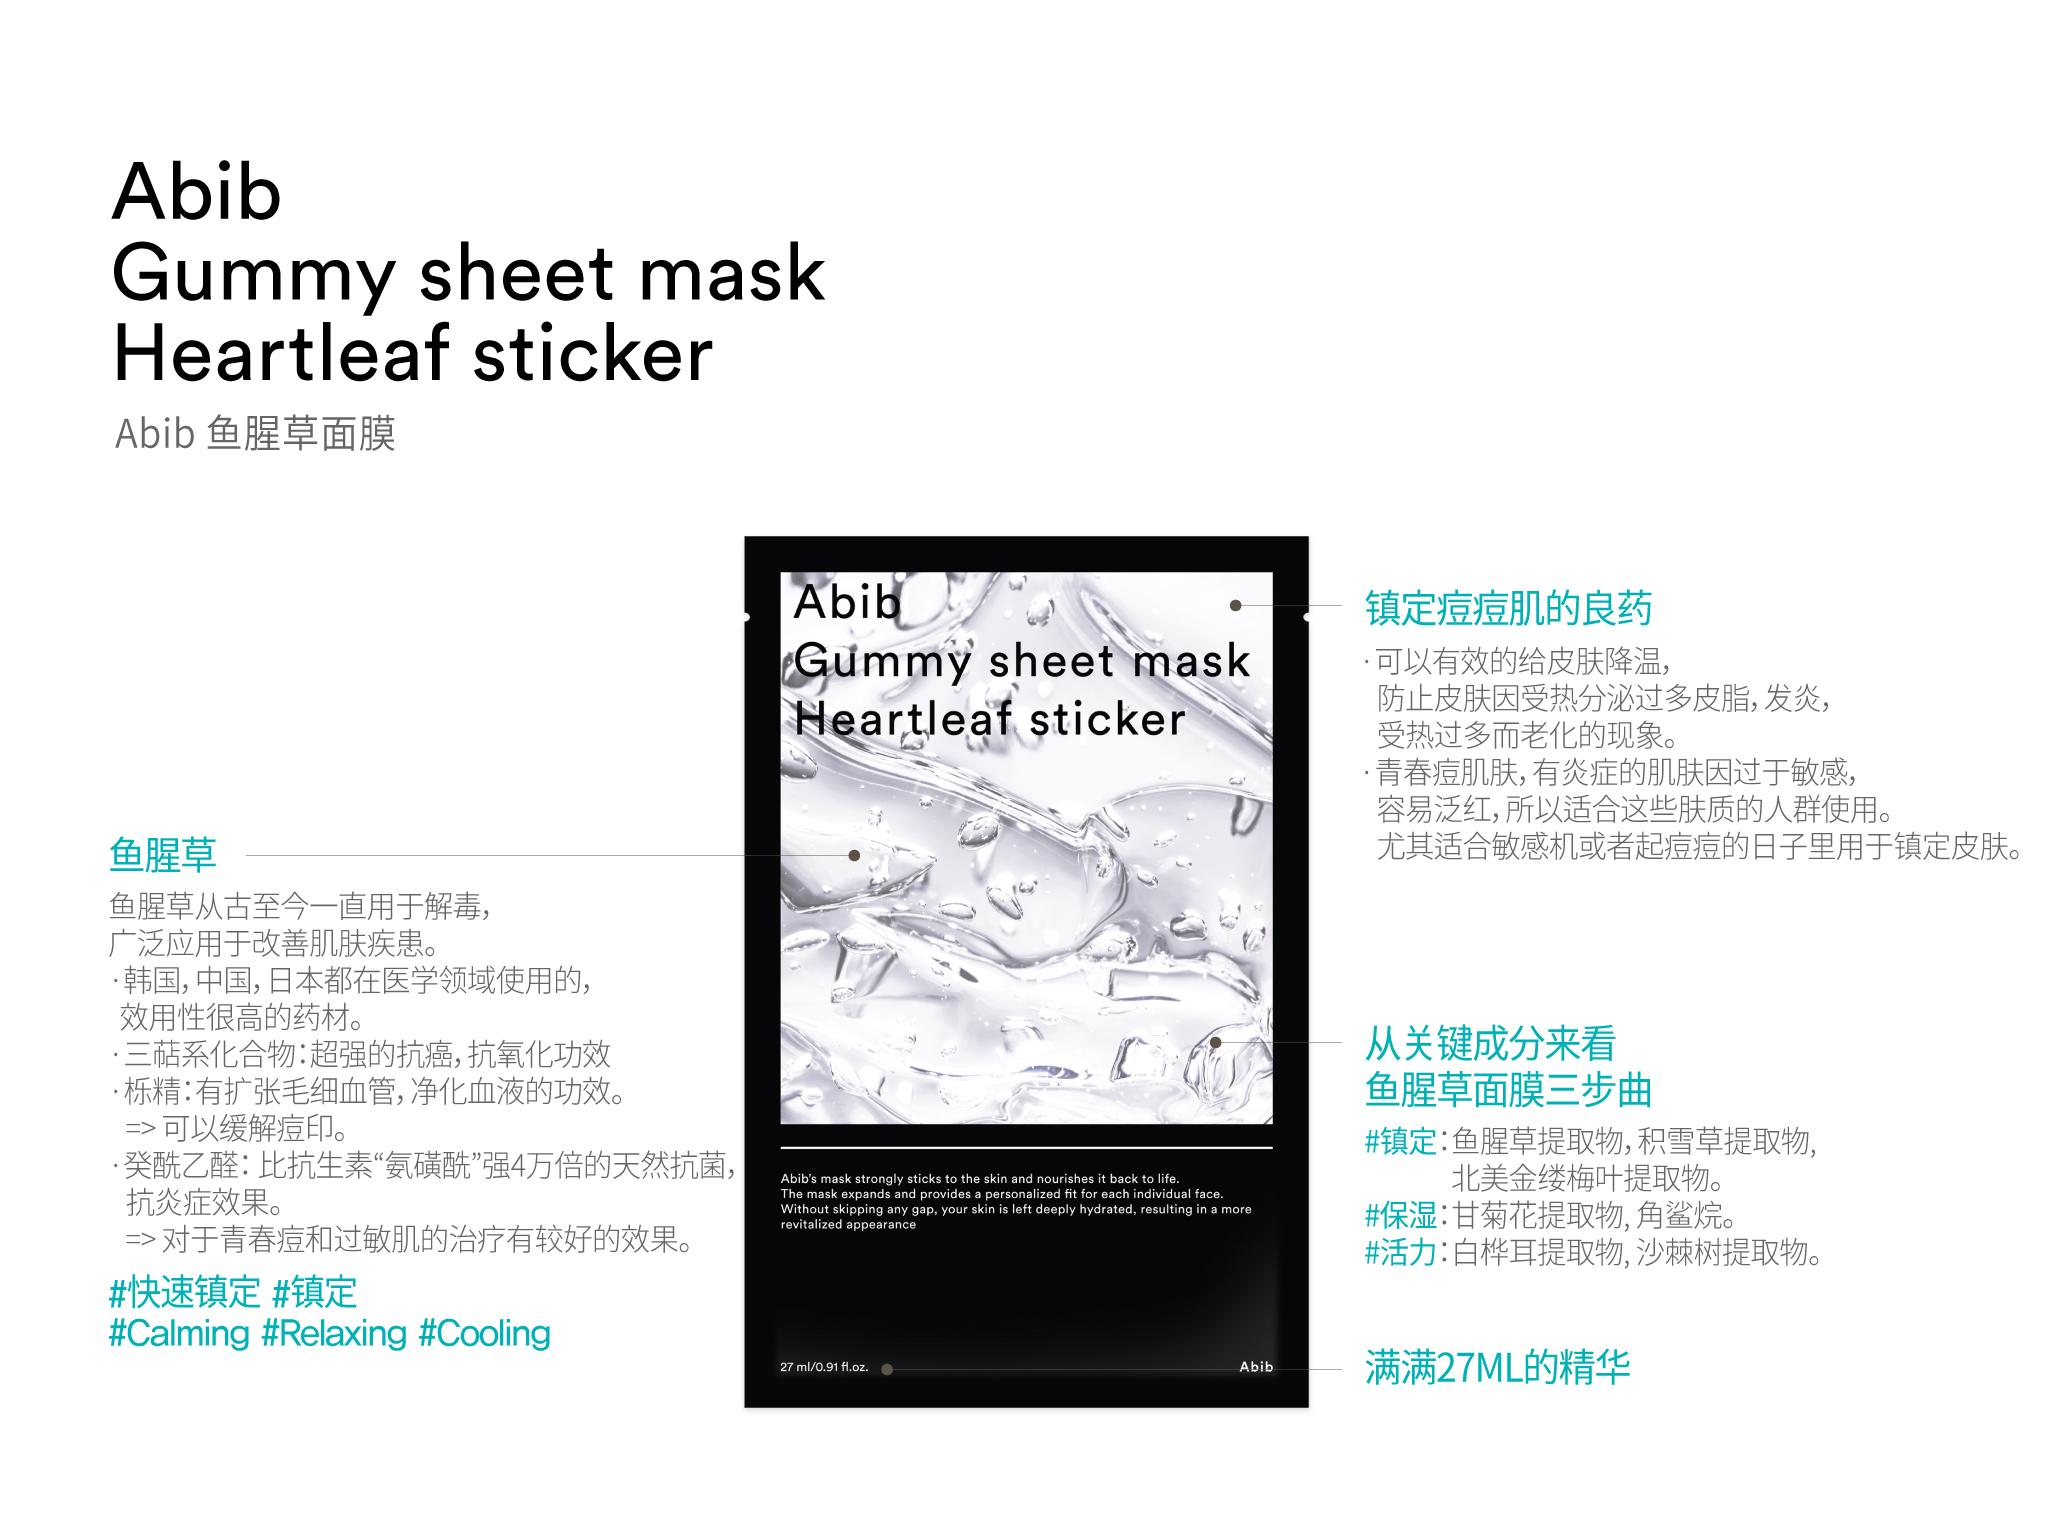 Abib
Gummy sheet mask
Heartleaf sticker
Abib 鱼腥草面膜
鱼腥草
鱼腥草从古至今一直用于解毒，
广泛应用于改善肌肤疾患。
·韩国，中国，日本都在医学领域使用的，
效用性很高的药材。
·三萜系化合物：超强的抗癌，抗氧化功效
·栎精：有扩张毛细血管，净化血液的功效。
=> 可以缓解痘印。
·癸酰乙醛：比抗生素“氨磺酰”强4万倍的天然抗菌，
抗炎症效果。
=> 对于青春痘和过敏肌的治疗有较好的效果。
#快速镇定 #镇定
#Calming #Relaxing #Cooling
Abib
Gummy sheet mask
Heartleaf sticker
Abib's mask strongly sticks to the skin and nourishes it back to life.
The mask expands and provides a personalized fit for each individual face.
Without skipping any gap, your skin is left deeply hydrated, resulting in a more
revitalized appearance
27 ml/0.91 fl.oz.
Abib
镇定痘痘肌的良药
·可以有效的给皮肤降温，
防止皮肤因受热分泌过多皮脂，发炎，
受热过多而老化的现象。
·青春痘肌肤，有炎症的肌肤因过于敏感，
容易泛红，所以适合这些肤质的人群使用。
尤其适合敏感机或者起痘痘的日子里用于镇定皮肤。
从关键成分来看
鱼腥草面膜三步曲
#镇定：鱼腥草提取物，积雪草提取物，
北美金缕梅叶提取物。
#保湿：甘菊花提取物，角鲨烷。
#活力：白桦耳提取物，沙棘树提取物。
满满27ML的精华